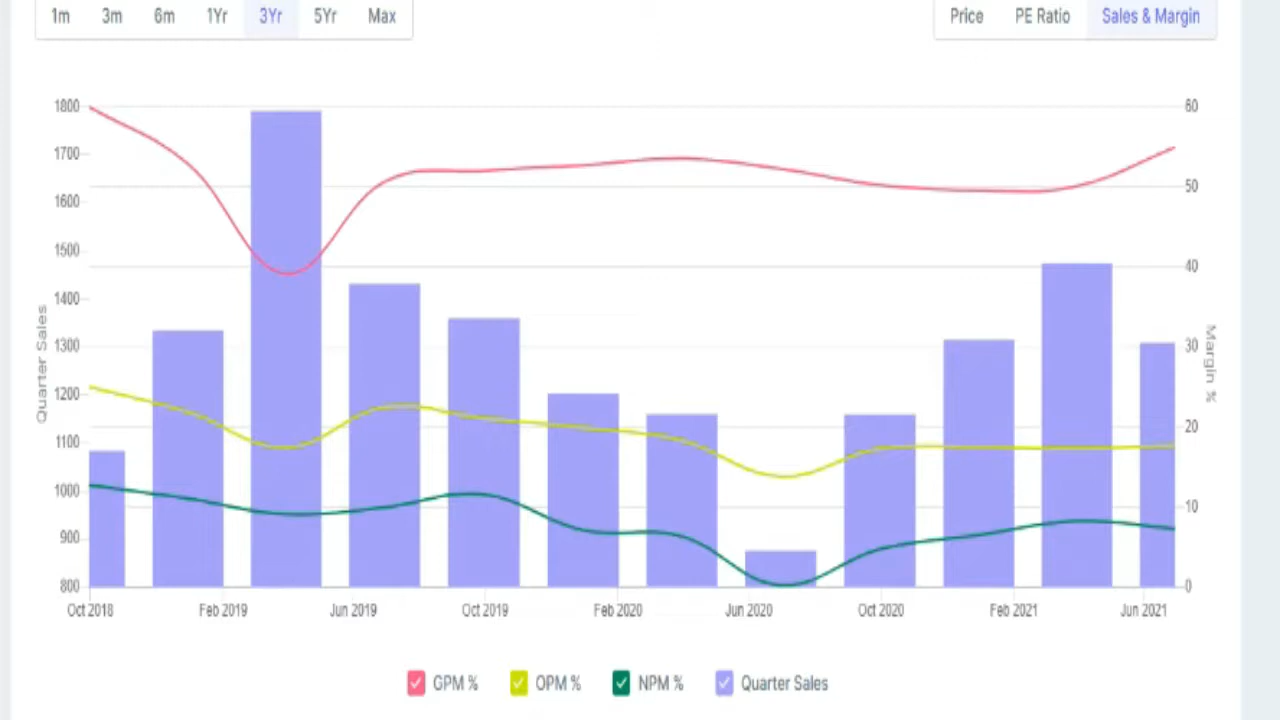 1m 3m 6m 1Yr 3Yr 5Yr Max Price PE Ratio Sales & Margin
1800 60
1700
1600 50
1500
1400 40
1300 30
1200
1100 20
1000
900 10
800 0
Quarter Sales
Margin %
Oct 2018 Feb 2019 Jun 2019 Oct 2019 Feb 2020 Jun 2020 Oct 2020 Feb 2021 Jun 2021
GPM % OPM % NPM % Quarter Sales